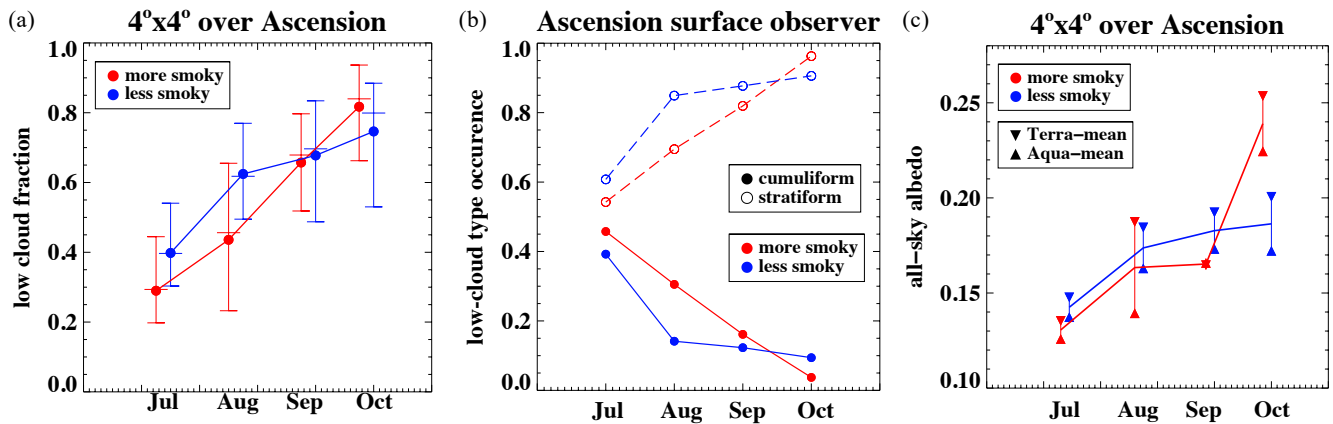 (a)
4°x4° over Ascension
low cloud fraction
1.0
0.8
0.6
0.4
0.2
0.0
more smoky
less smoky
Jul
Aug
Sep
Oct
(b)
Ascension surface observer
low-cloud type occurence
1.0
0.8
0.6
0.4
0.2
0.0
cumuliform
stratiform
more smoky
less smoky
Jul
Aug
Sep
Oct
(c)
4°x4° over Ascension
all-sky albedo
0.25
0.20
0.15
0.10
more smoky
less smoky
Terra-mean
Aqua-mean
Jul
Aug
Sep
Oct